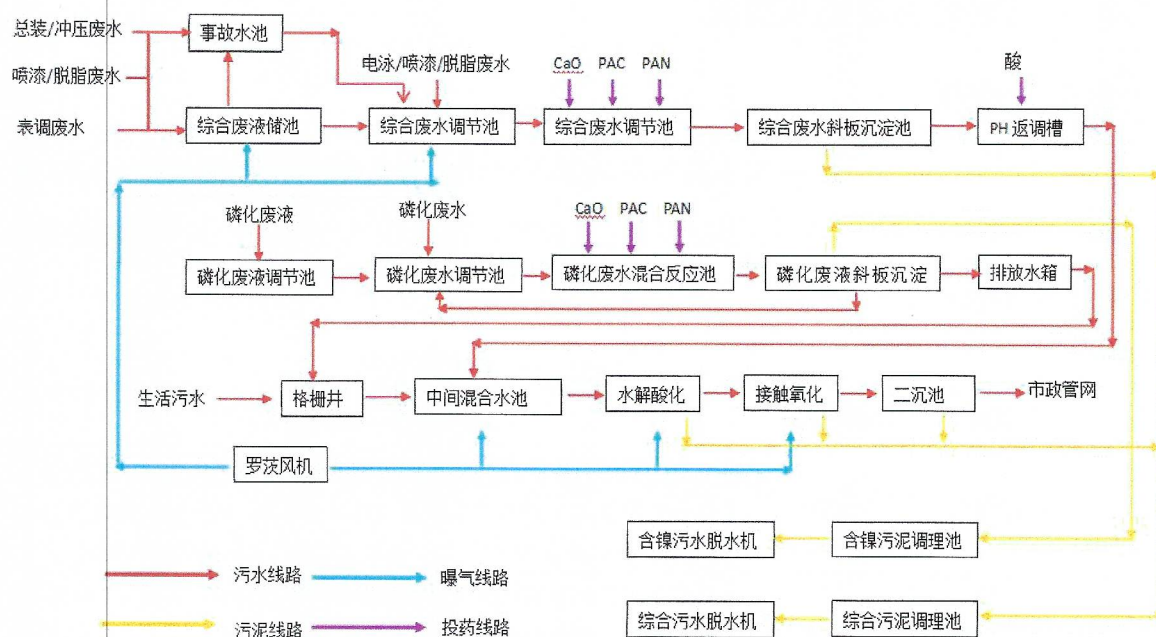 总装/冲压废水
事故水池
喷漆/脱脂废水
电泳/喷漆/脱脂废水
CaO PAC PAN
酸
表调废水
综合废液储池
综合废水调节池
综合废水调节池
综合废水斜板沉淀池
PH 返调槽
磷化废液
磷化废水
CaO PAC PAN
磷化废液调节池
磷化废水调节池
磷化废水混合反应池
磷化废液斜板沉淀
排放水箱
生活污水
格栅井
中间混合水池
水解酸化
接触氧化
二沉池
市政管网
罗茨风机
含镍污水脱水机
含镍污泥调理池
污水线路
曝气线路
综合污水脱水机
综合污泥调理池
污泥线路
投药线路